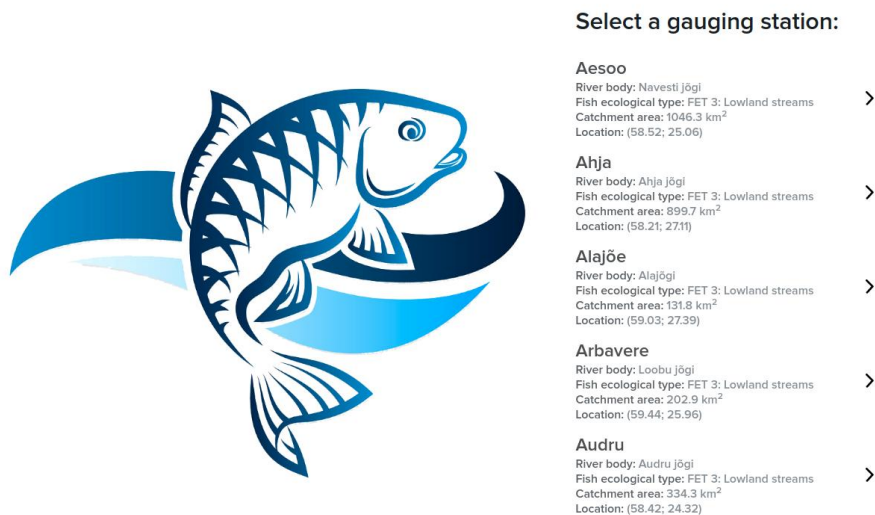 Select a gauging station:
Aesoo
River body: Navesti jõgi
Fish ecological type: FET 3: Lowland streams
Catchment area: 1046.3 km²
Location: (58.52; 25.06)
Ahja
River body: Ahja jõgi
Fish ecological type: FET 3: Lowland streams
Catchment area: 899.7 km²
Location: (58.21; 27.11)
Alajõe
River body: Alajõgi
Fish ecological type: FET 3: Lowland streams
Catchment area: 131.8 km²
Location: (59.03; 27.39)
Arbavere
River body: Loobu jõgi
Fish ecological type: FET 3: Lowland streams
Catchment area: 202.9 km²
Location: (59.44; 25.96)
Audru
River body: Audru jõgi
Fish ecological type: FET 3: Lowland streams
Catchment area: 334.3 km²
Location: (58.42; 24.32)